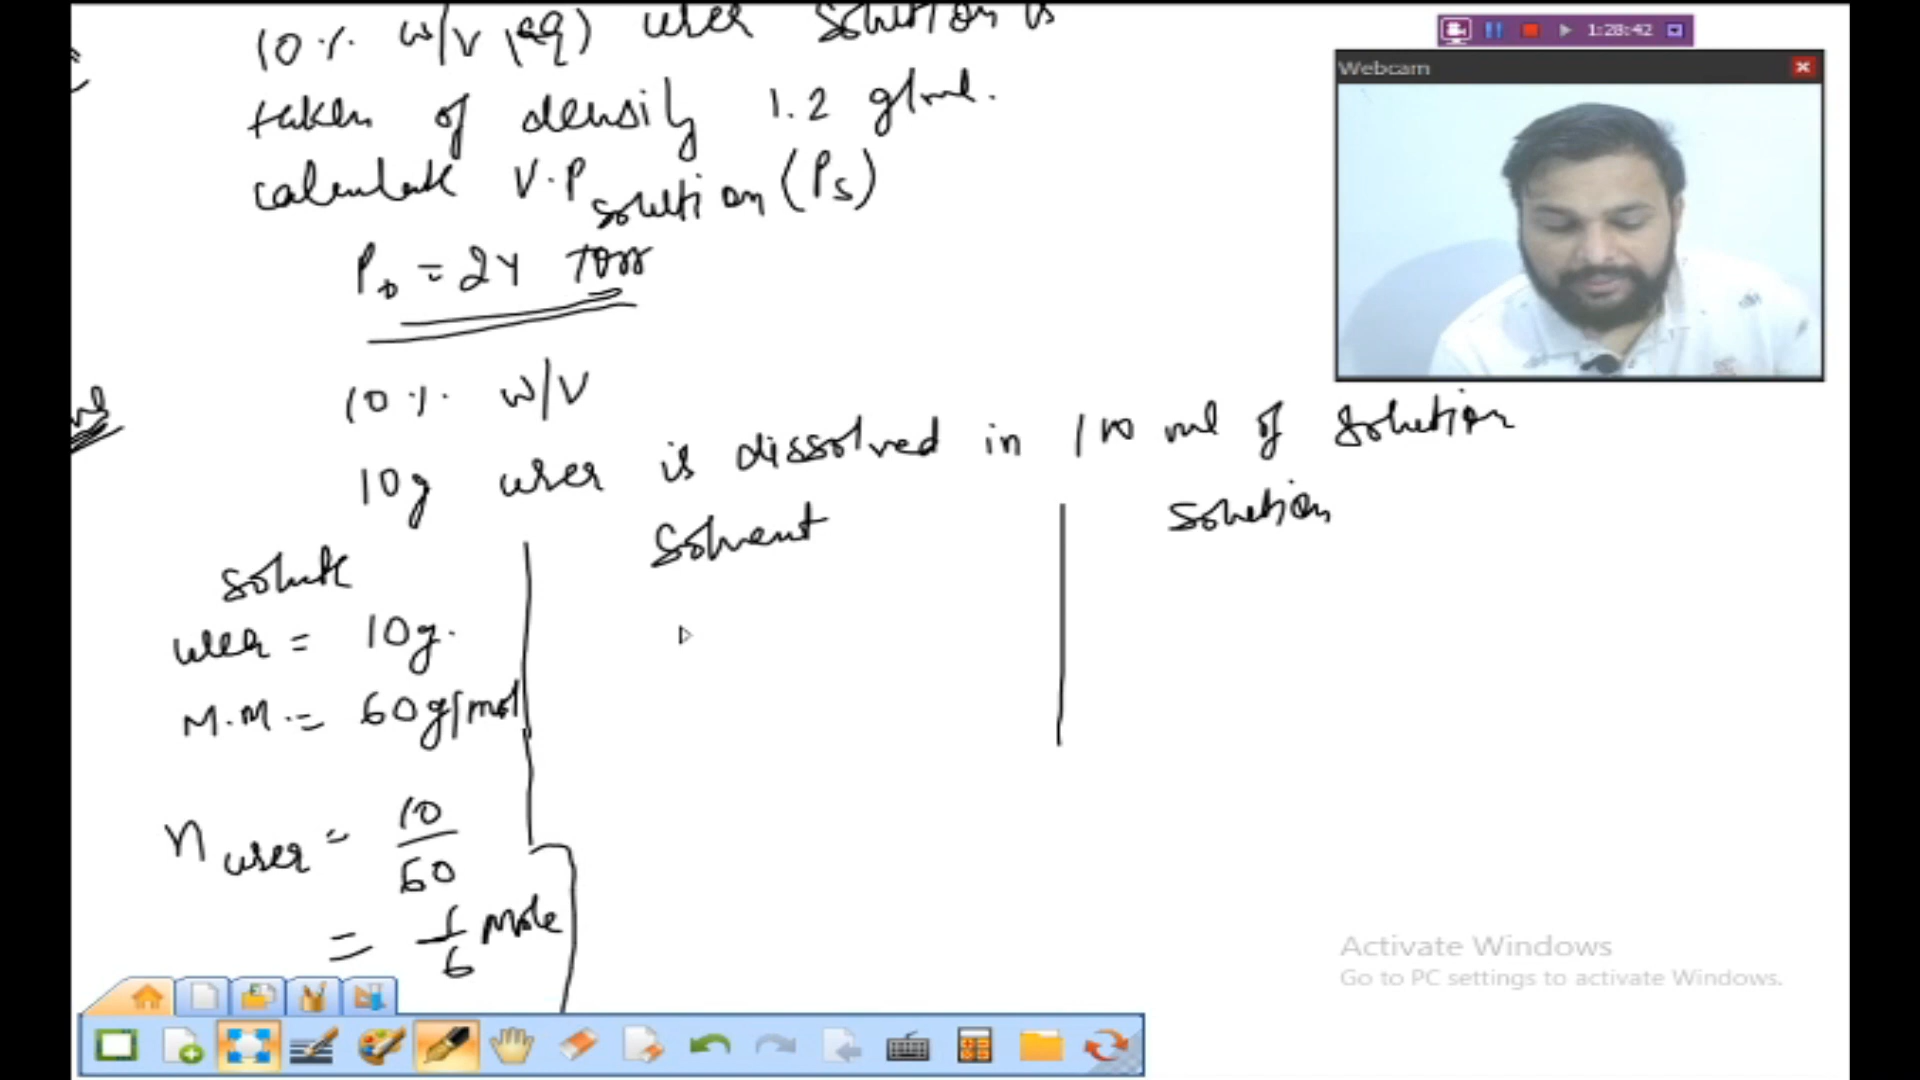 10 % w/v (aq) urea solution is
taken of density 1.2 g/ml.
calculate V.P solution (Ps)
P0 = 24 torr
10 % w/v
10g urea is dissolved in 100 ml of solution
solute
solvent
solution
urea = 10g.
M.M. = 60g/mol
n urea = 10/60
= 1/6 mole
1:28:42
Webcam
Activate Windows
Go to PC settings to activate Windows.